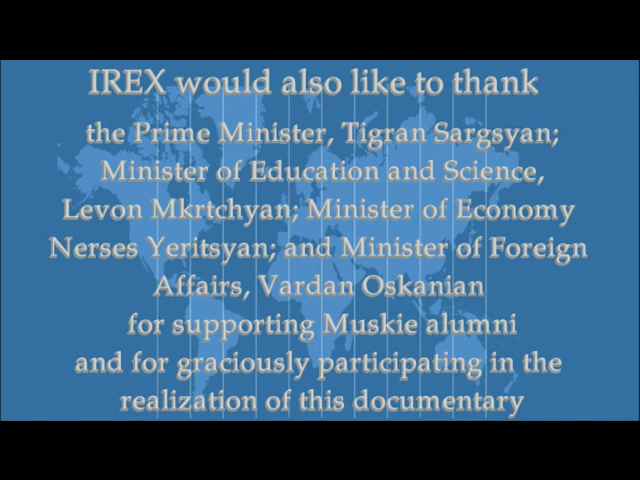 IREX would also like to thank
the Prime Minister, Tigran Sargsyan;
Minister of Education and Science,
Levon Mkrtchyan; Minister of Economy
Nerses Yeritsyan; and Minister of Foreign
Affairs, Vardan Oskanian
for supporting Muskie alumni
and for graciously participating in the
realization of this documentary